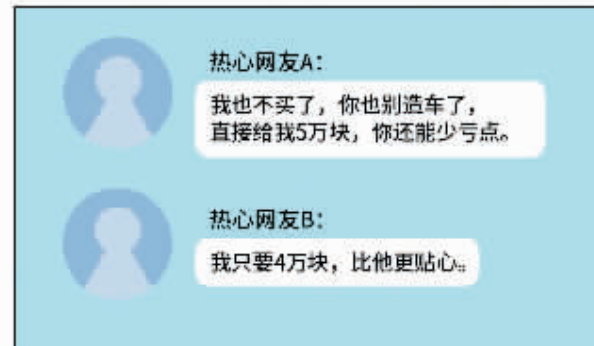 热心网友A：
我也不买了，你也别造车了，
直接给我5万块，你还能少亏点。
热心网友B：
我只要4万块，比他更贴心。